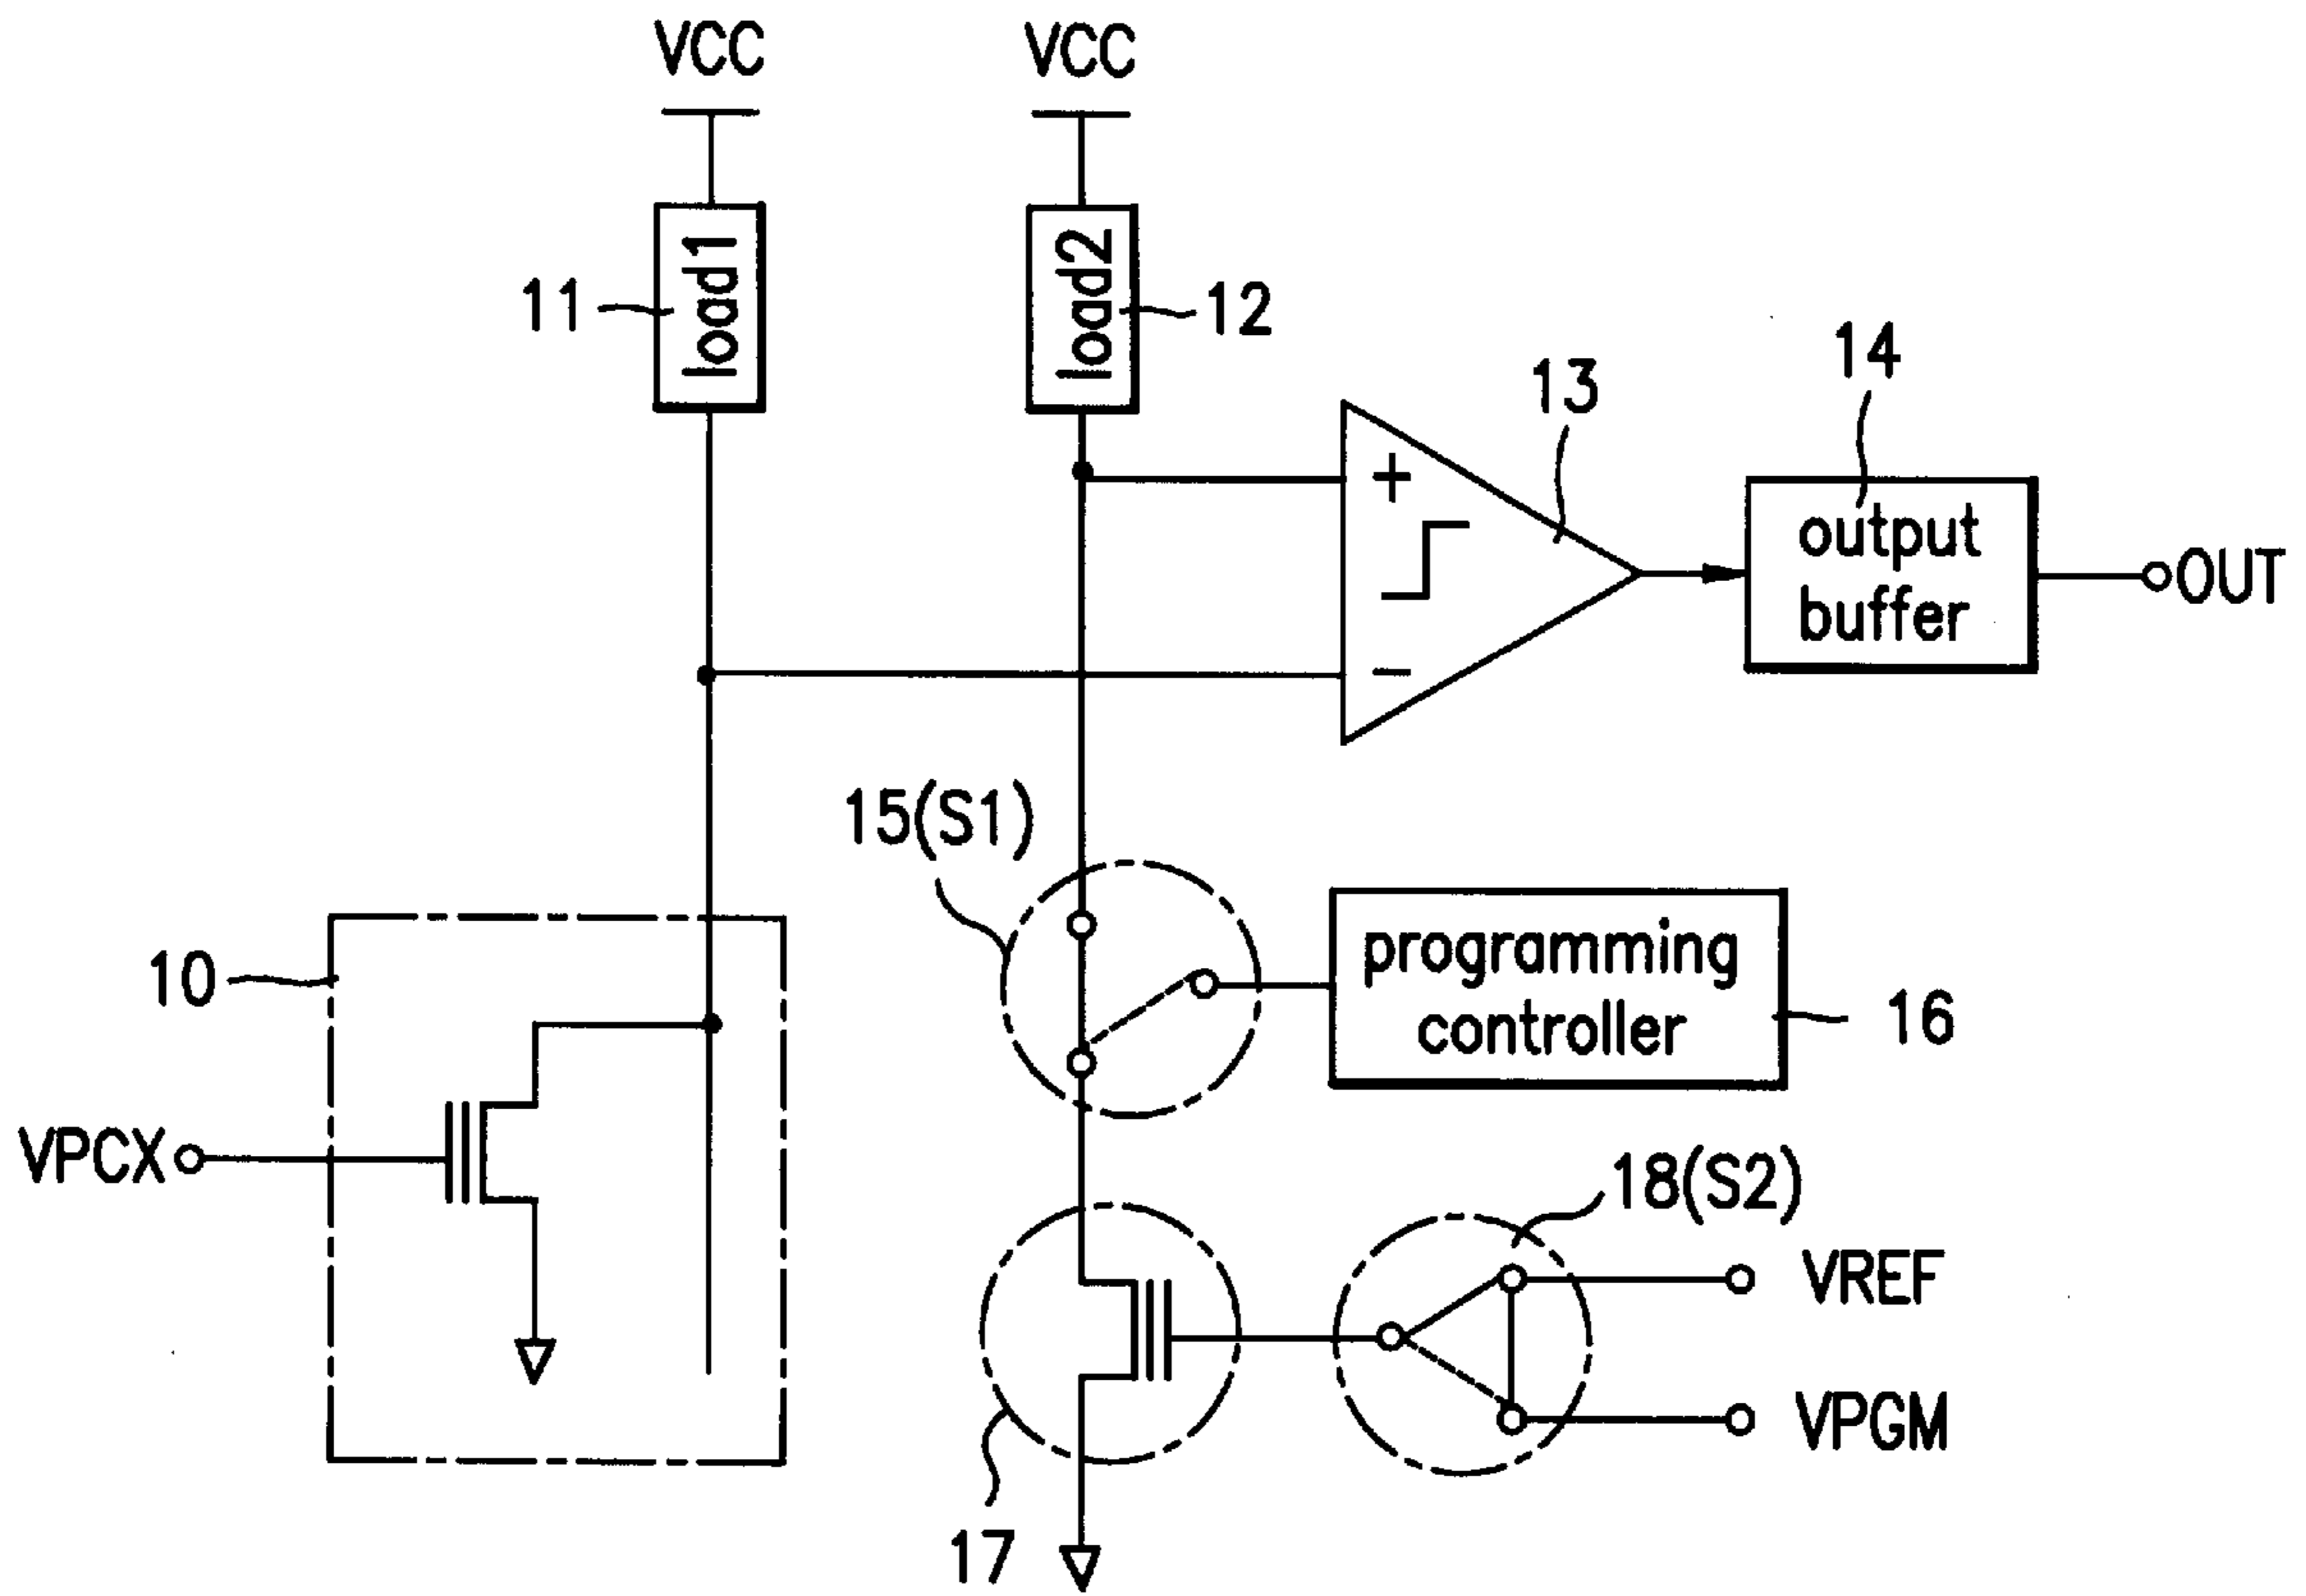 VCC
VCC
11
load1
load2
12
13
14
+
output
buffer
OUT
-
15(S1)
10
programming
controller
16
VPCX
18(S2)
VREF
VPGM
17